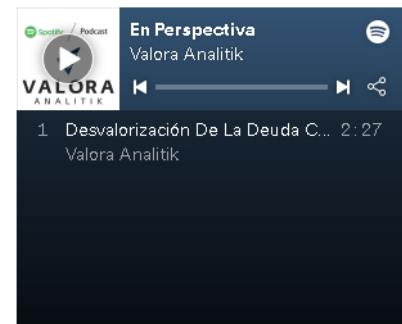 Spotify / Podcast
VALORA
ANALITIK
En Perspectiva
Valora Analitik
1 Desvalorización De La Deuda C... 2:27
Valora Analitik